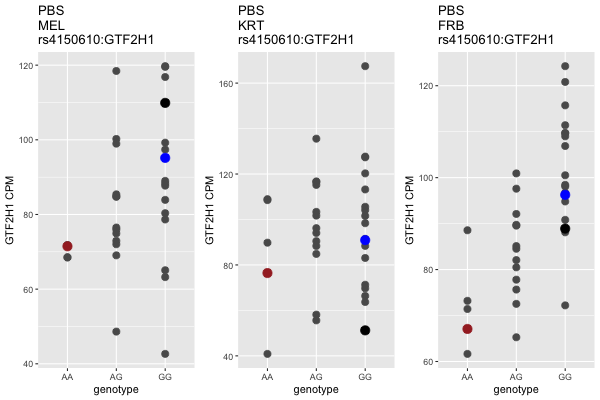 PBS
MEL
rs4150610:GTF2H1
120
100
80
60
40
GTF2H1 CPM
AA AG GG
genotype
PBS
KRT
rs4150610:GTF2H1
160
120
80
40
GTF2H1 CPM
AA AG GG
genotype
PBS
FRB
rs4150610:GTF2H1
120
100
80
60
GTF2H1 CPM
AA AG GG
genotype